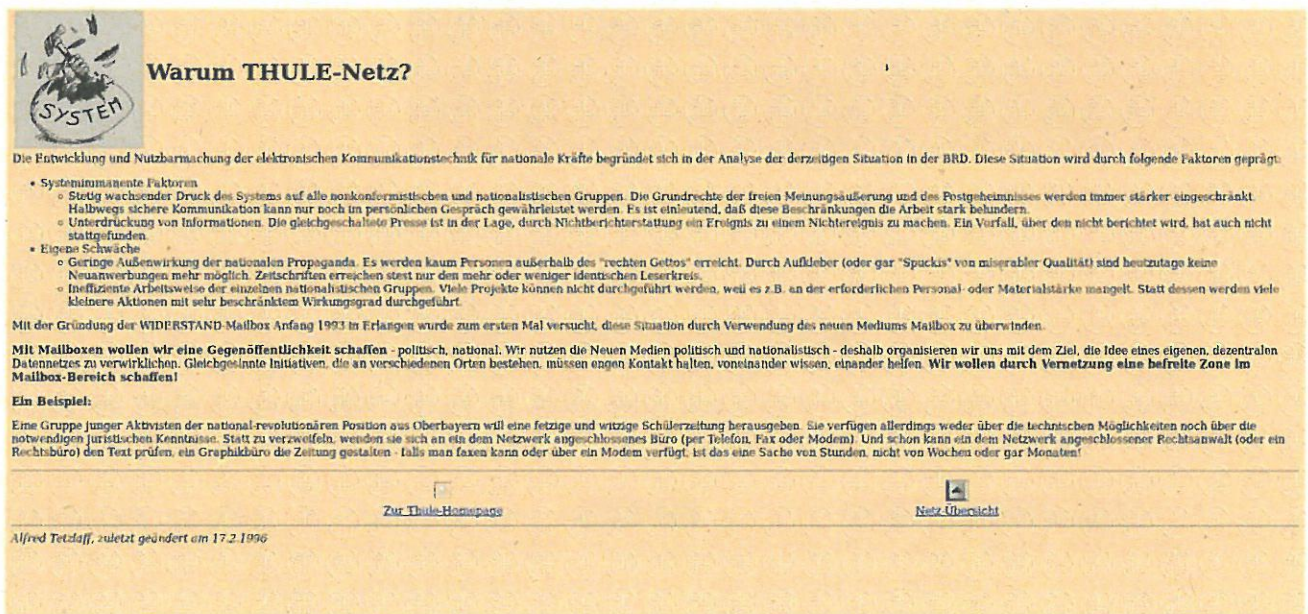 SYSTEM
Warum THULE-Netz?
Die Entwicklung und Nutzbarmachung der elektronischen Kommunikationstechnik für nationale Kräfte begründet sich in der Analyse der derzeitigen Situation in der BRD. Diese Situation wird durch folgende Faktoren geprägt:
• Systemimmanente Faktoren
◦ Stetig wachsender Druck des Systems auf alle nonkonformistischen und nationalistischen Gruppen. Die Grundrechte der freien Meinungsäußerung und des Postgeheimnisses werden immer stärker eingeschränkt.
Halbwegs sichere Kommunikation kann nur noch im persönlichen Gespräch gewährleistet werden. Es ist einleutend, daß diese Beschränkungen die Arbeit stark behindern.
◦ Unterdrückung von Informationen. Die gleichgeschaltete Presse ist in der Lage, durch Nichtberichterstattung ein Ereignis zu einem Nichtereignis zu machen. Ein Vorfall, über den nicht berichtet wird, hat auch nicht
stattgefunden.
• Eigene Schwäche
◦ Geringe Außenwirkung der nationalen Propaganda. Es werden kaum Personen außerhalb des "rechten Gettos" erreicht. Durch Aufkleber (oder gar "Spuckis" von miserabler Qualität) sind heutzutage keine
Neuanwerbungen mehr möglich. Zeitschriften erreichen stest nur den mehr oder weniger identischen Leserkreis.
◦ Ineffiziente Arbeitsweise der einzelnen nationalistischen Gruppen. Viele Projekte können nicht durchgeführt werden, weil es z.B. an der erforderlichen Personal- oder Materialstärke mangelt. Statt dessen werden viele
kleinere Aktionen mit sehr beschränktem Wirkungsgrad durchgeführt.
Mit der Gründung der WIDERSTAND-Mailbox Anfang 1993 in Erlangen wurde zum ersten Mal versucht, diese Situation durch Verwendung des neuen Mediums Mailbox zu überwinden.
Mit Mailboxen wollen wir eine Gegenöffentlichkeit schaffen - politisch, national. Wir nutzen die Neuen Medien politisch und nationalistisch - deshalb organisieren wir uns mit dem Ziel, die Idee eines eigenen, dezentralen
Datennetzes zu verwirklichen. Gleichgesinnte Initiativen, die an verschiedenen Orten bestehen, müssen engen Kontakt halten, voneinander wissen, einander helfen. Wir wollen durch Vernetzung eine befreite Zone im
Mailbox-Bereich schaffen!
Ein Beispiel:
Eine Gruppe junger Aktivisten der national-revolutionären Position aus Oberbayern will eine fetzige und witzige Schülerzeitung herausgeben. Sie verfügen allerdings weder über die technischen Möglichkeiten noch über die
notwendigen juristischen Kenntnisse. Statt zu verzweifeln, wenden sie sich an ein dem Netzwerk angeschlossenes Büro (per Telefon, Fax oder Modem). Und schon kann ein dem Netzwerk angeschlossener Rechtsanwalt (oder ein
Rechtsbüro) den Text prüfen, ein Graphikbüro die Zeitung gestalten - falls man faxen kann oder über ein Modem verfügt, ist das eine Sache von Stunden, nicht von Wochen oder gar Monaten!
Zur Thule-Homepage
Netz-Übersicht
Alfred Tetzlaff, zuletzt geändert am 17.2.1996